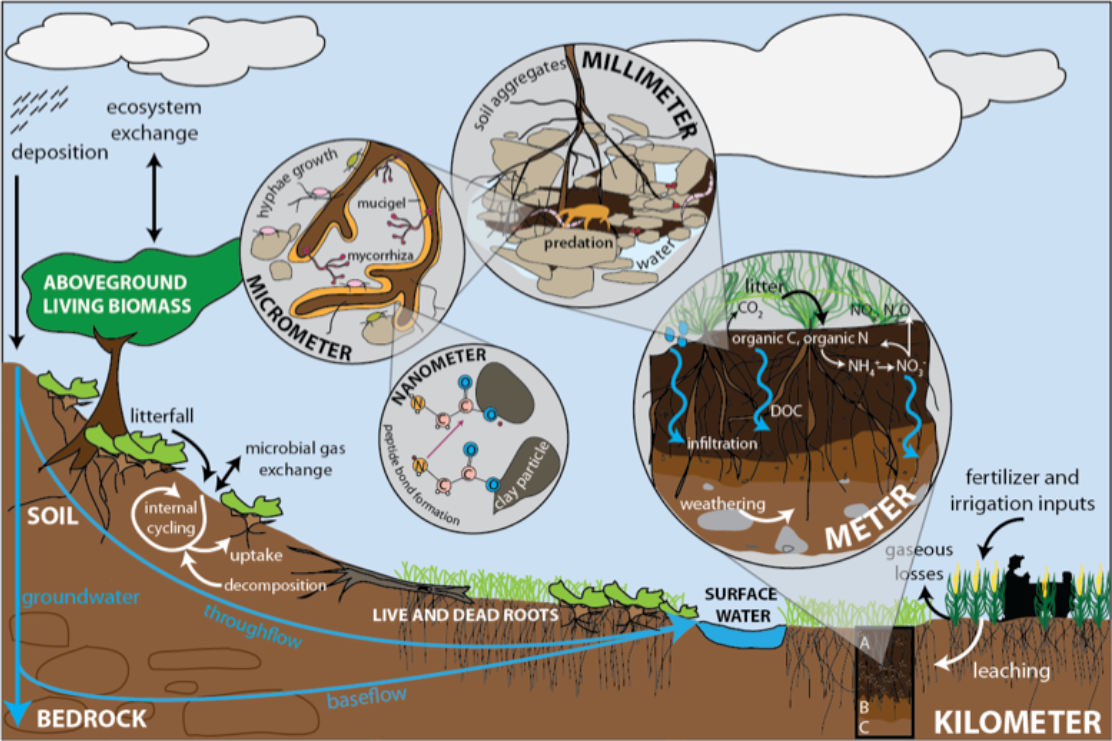 deposition
ecosystem
exchange
ABOVEGROUND
LIVING BIOMASS
hyphae growth
mucigel
mycorrhiza
MICROMETER
soil aggregates
MILLIMETER
predation
water
NANOMETER
N
C
C
O
O
N
C
C
O
O
peptide bond formation
clay particle
litter
CO2
NO, N2O
organic C, organic N
NH4+→NO3-
DOC
infiltration
weathering
METER
litterfall
microbial gas
exchange
SOIL
internal
cycling
uptake
decomposition
groundwater
throughflow
baseflow
BEDROCK
LIVE AND DEAD ROOTS
SURFACE
WATER
gaseous
losses
fertilizer and
irrigation inputs
leaching
A
B
C
KILOMETER